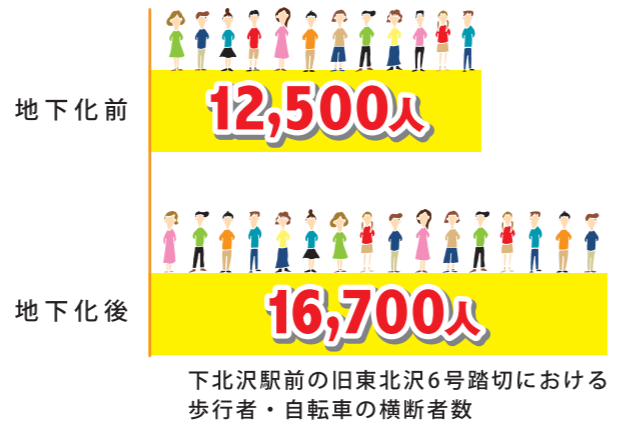 地下化前
12,500人
地下化後
16,700人
下北沢駅前の旧東北沢6号踏切における
歩行者・自転車の横断者数